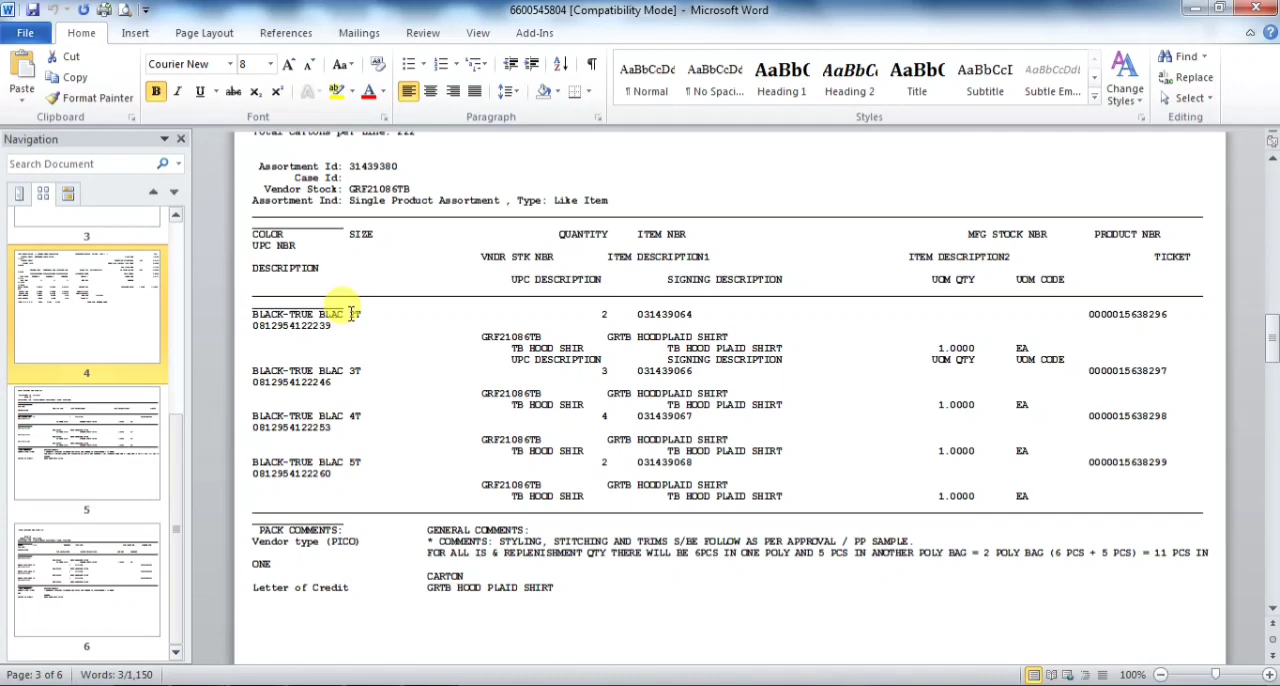 6600545804 [Compatibility Mode] - Microsoft Word
File Home Insert Page Layout References Mailings Review View Add-Ins
Cut
Copy
Format Painter
Paste
Clipboard
Courier New 8
Font
Paragraph
AaBbCcDd AaBbCcDd AaBbC AaBbCc AaBbC AaBbCcI AaBbCcDdI
¶ Normal ¶ No Spaci... Heading 1 Heading 2 Title Subtitle Subtle Em...
Styles
Change
Styles
Find
Replace
Select
Editing
Navigation
Search Document
3
4
5
6
Total Cartons per Line: 222
Assortment Id: 31439380
Case Id:
Vendor Stock: GRF21086TB
Assortment Ind: Single Product Assortment , Type: Like Item
COLOR SIZE QUANTITY ITEM NBR MFG STOCK NBR PRODUCT NBR
UPC NBR
VNDR STK NBR ITEM DESCRIPTION1 ITEM DESCRIPTION2 TICKET
DESCRIPTION
UPC DESCRIPTION SIGNING DESCRIPTION UOM QTY UOM CODE
BLACK-TRUE BLAC 2T 2 031439064 0000015638296
0812954122239
GRF21086TB GRTB HOODPLAID SHIRT
TB HOOD SHIR TB HOOD PLAID SHIRT 1.0000 EA
UPC DESCRIPTION SIGNING DESCRIPTION UOM QTY UOM CODE
BLACK-TRUE BLAC 3T 3 031439066 0000015638297
0812954122246
GRF21086TB GRTB HOODPLAID SHIRT
TB HOOD SHIR TB HOOD PLAID SHIRT 1.0000 EA
BLACK-TRUE BLAC 4T 4 031439067 0000015638298
0812954122253
GRF21086TB GRTB HOODPLAID SHIRT
TB HOOD SHIR TB HOOD PLAID SHIRT 1.0000 EA
BLACK-TRUE BLAC 5T 2 031439068 0000015638299
0812954122260
GRF21086TB GRTB HOODPLAID SHIRT
TB HOOD SHIR TB HOOD PLAID SHIRT 1.0000 EA
PACK COMMENTS: GENERAL COMMENTS:
Vendor type (PICO) * COMMENTS: STYLING, STITCHING AND TRIMS S/BE FOLLOW AS PER APPROVAL / PP SAMPLE.
FOR ALL IS & REPLENISHMENT QTY THERE WILL BE 6PCS IN ONE POLY AND 5 PCS IN ANOTHER POLY BAG = 2 POLY BAG (6 PCS + 5 PCS) = 11 PCS IN
ONE
CARTON
Letter of Credit GRTB HOOD PLAID SHIRT
Page: 3 of 6 Words: 3/1,150 100%